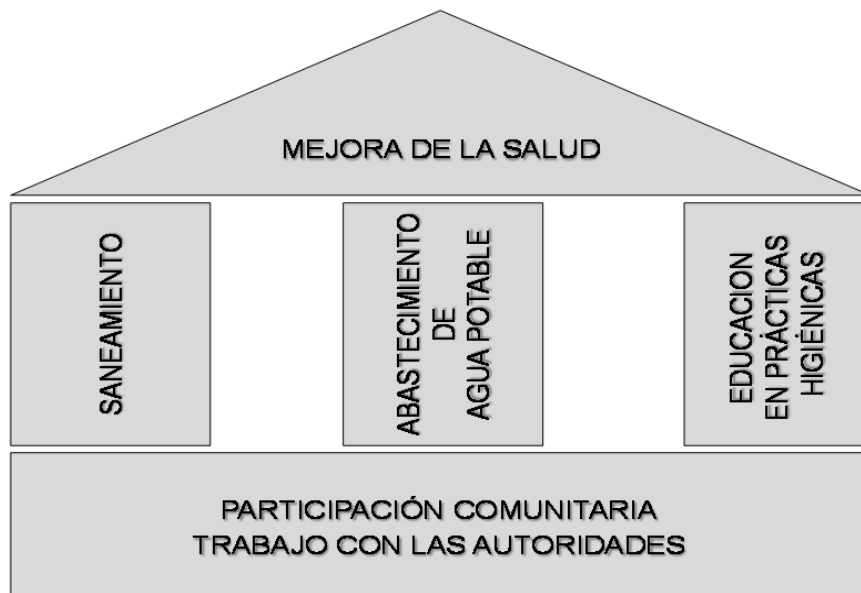 MEJORA DE LA SALUD
SANEAMIENTO
ABASTECIMIENTO
DE
AGUA POTABLE
EDUCACION
EN PRÁCTICAS
HIGIÉNICAS
PARTICIPACIÓN COMUNITARIA
TRABAJO CON LAS AUTORIDADES